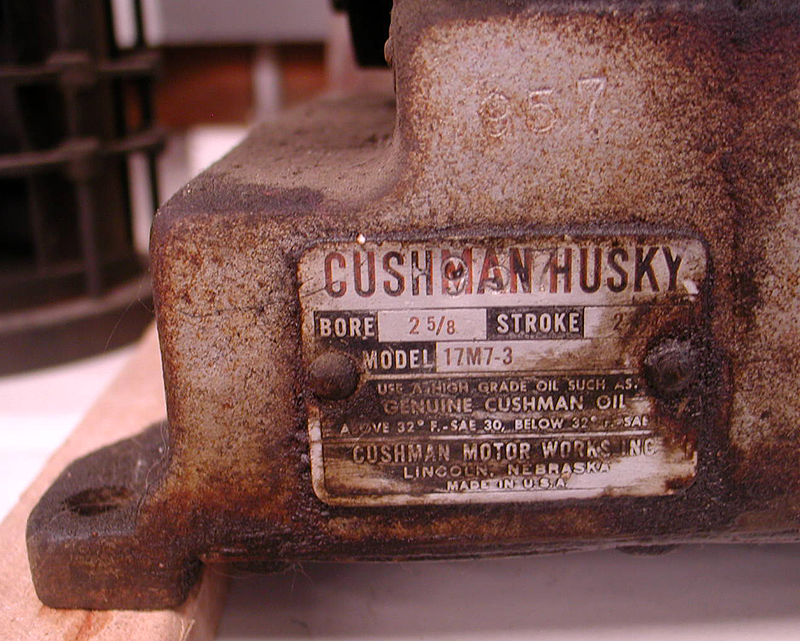 957
CUSHMAN HUSKY
BORE 2 5/8 STROKE 2
MODEL 17M7-3
USE A HIGH GRADE OIL SUCH AS.
GENUINE CUSHMAN OIL
ABOVE 32° F.-SAE 30, BELOW 32° F.-SAE
CUSHMAN MOTOR WORKS INC
LINCOLN, NEBRASKA
MADE IN U.S.A